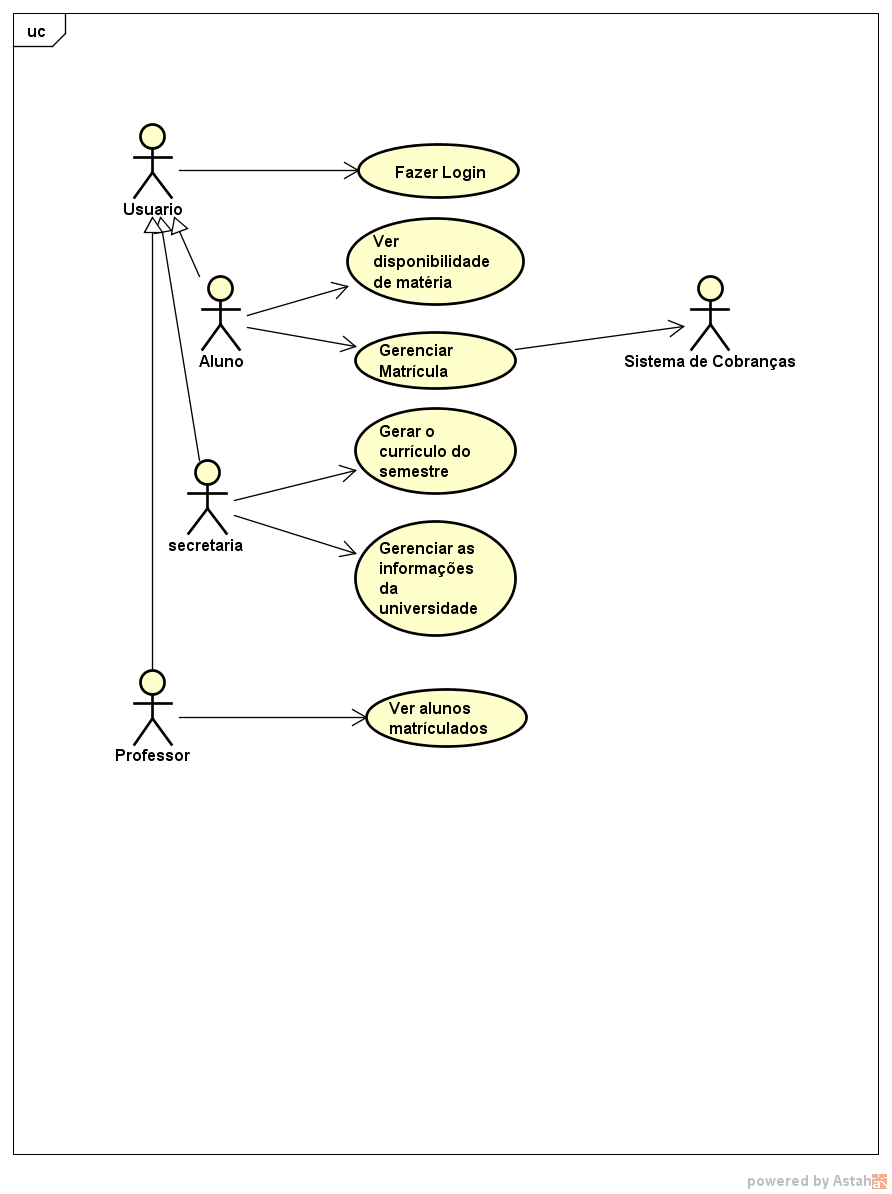 uc
Usuario
Fazer Login
Ver
disponibilidade
de matéria
Aluno
Gerenciar
Matrícula
Sistema de Cobranças
Gerar o
currículo do
semestre
secretaria
Gerenciar as
informações
da
universidade
Ver alunos
matrículados
Professor
powered by Astah